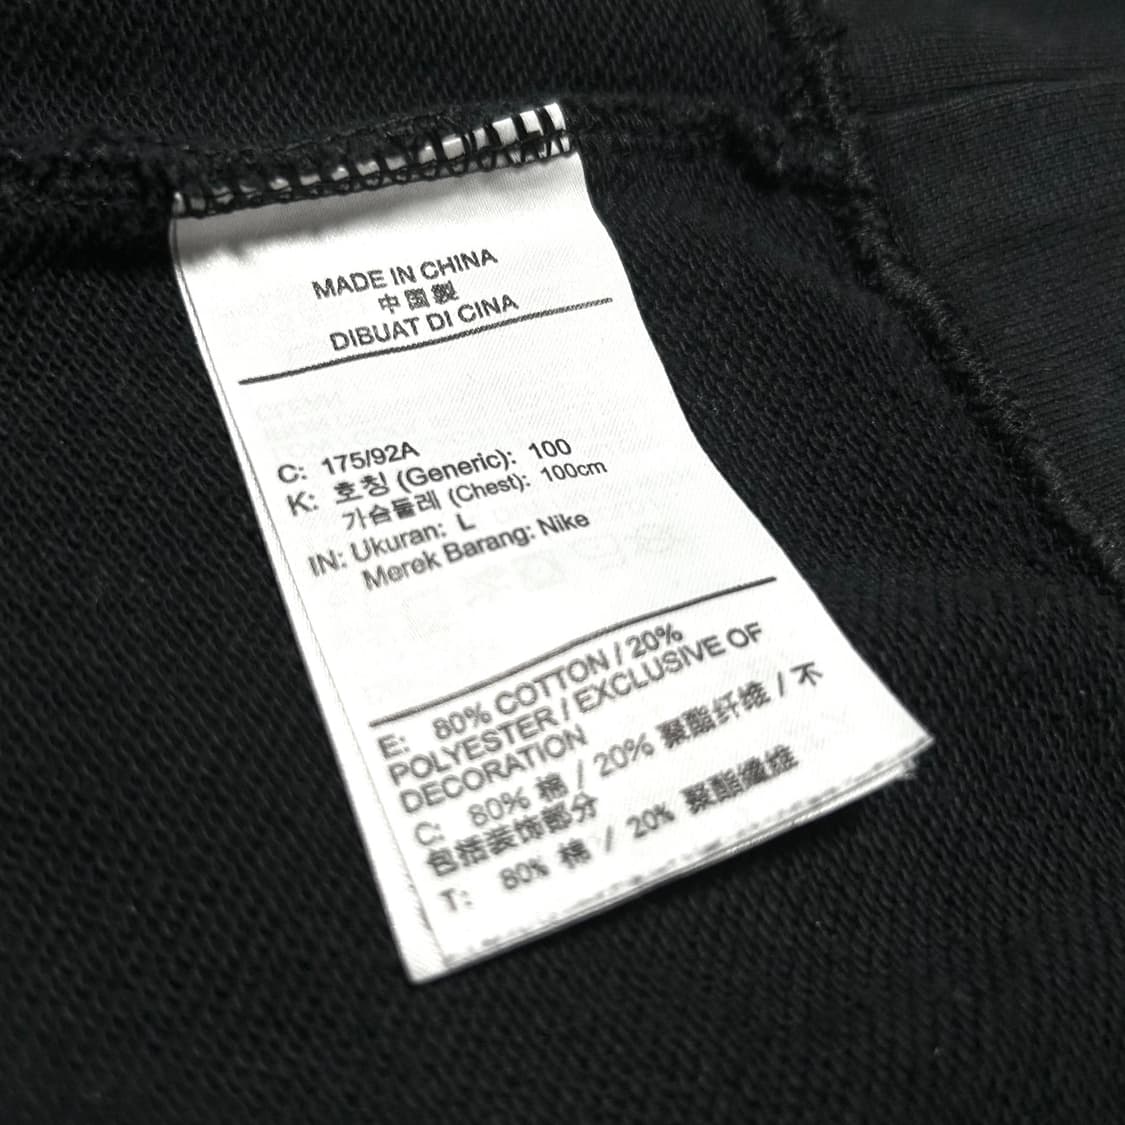 MADE IN CHINA
中国製
DIBUAT DI CINA
C: 175/92A
K: 호칭 (Generic): 100
가슴둘레 (Chest): 100cm
IN: Ukuran: L
Merek Barang: Nike
E: 80% COTTON / 20%
POLYESTER / EXCLUSIVE OF
DECORATION
C: 80% 棉 / 20% 聚酯纤维 / 不
包括装饰部分
T: 80% 棉 / 20% 聚酯纖維